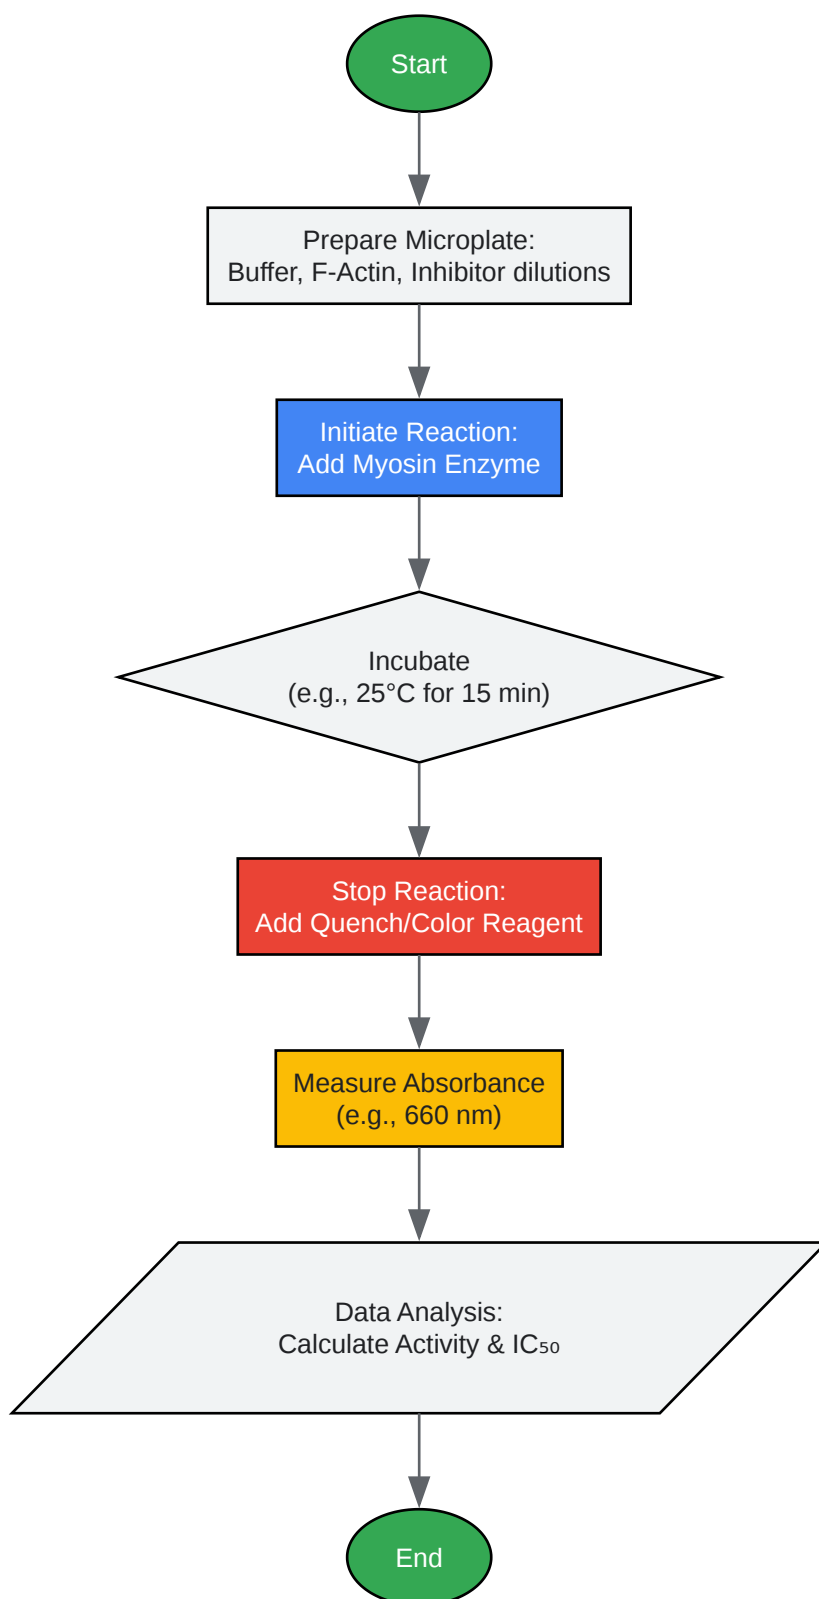 Start
Prepare Microplate:
Buffer, F-Actin, Inhibitor dilutions
Initiate Reaction:
Add Myosin Enzyme
Incubate
(e.g., 25°C for 15 min)
Stop Reaction:
Add Quench/Color Reagent
Measure Absorbance
(e.g., 660 nm)
Data Analysis:
Calculate Activity & IC₅₀
End